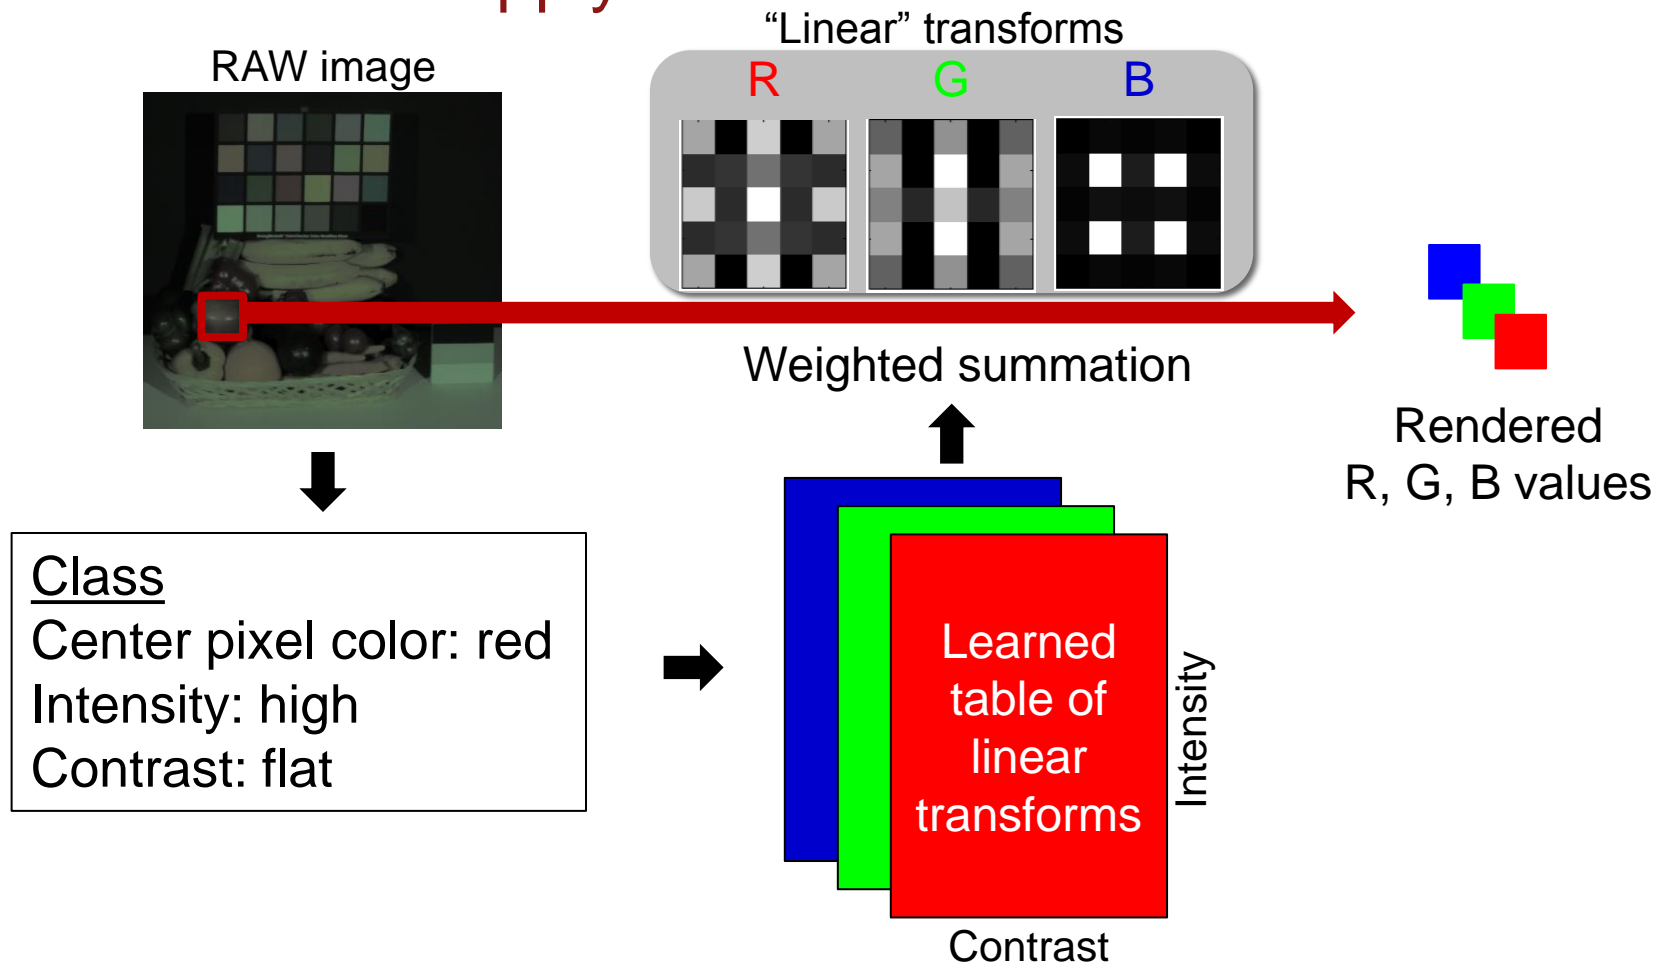 RAW image
“Linear” transforms
R G B
Weighted summation
Rendered
R, G, B values
Class
Center pixel color: red
Intensity: high
Contrast: flat
Learned
table of
linear
transforms
Intensity
Contrast